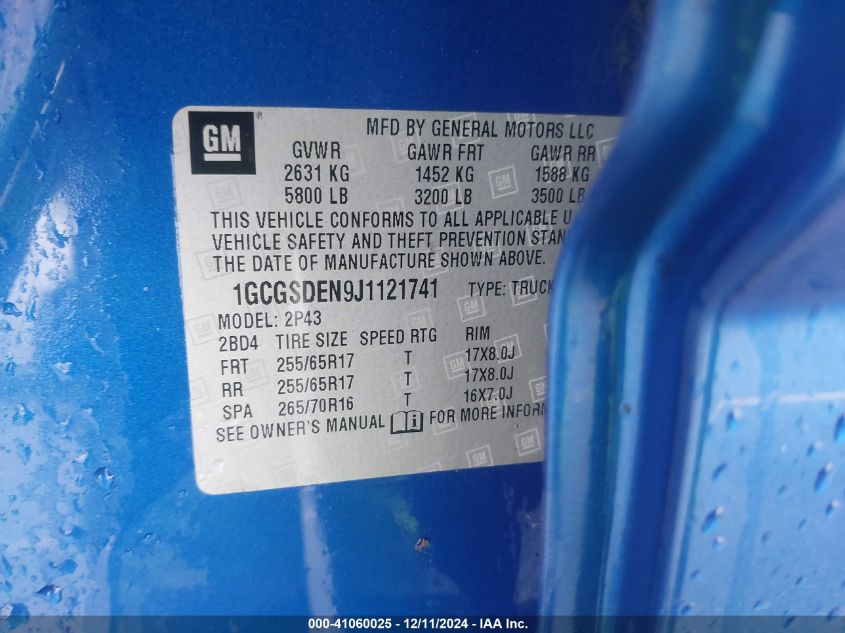 GM ®
MFD BY GENERAL MOTORS LLC
GVWR GAWR FRT GAWR RR
2631 KG 1452 KG 1588 KG
5800 LB 3200 LB 3500 LB
THIS VEHICLE CONFORMS TO ALL APPLICABLE U
VEHICLE SAFETY AND THEFT PREVENTION STAN
THE DATE OF MANUFACTURE SHOWN ABOVE.
1GCGSDEN9J1121741 TYPE: TRUCK
MODEL: 2P43
2BD4 TIRE SIZE SPEED RTG RIM
FRT 255/65R17 T 17X8.0J
RR 255/65R17 T 17X8.0J
SPA 265/70R16 T 16X7.0J
SEE OWNER'S MANUAL i FOR MORE INFORM
000-41060025 - 12/11/2024 - IAA Inc.